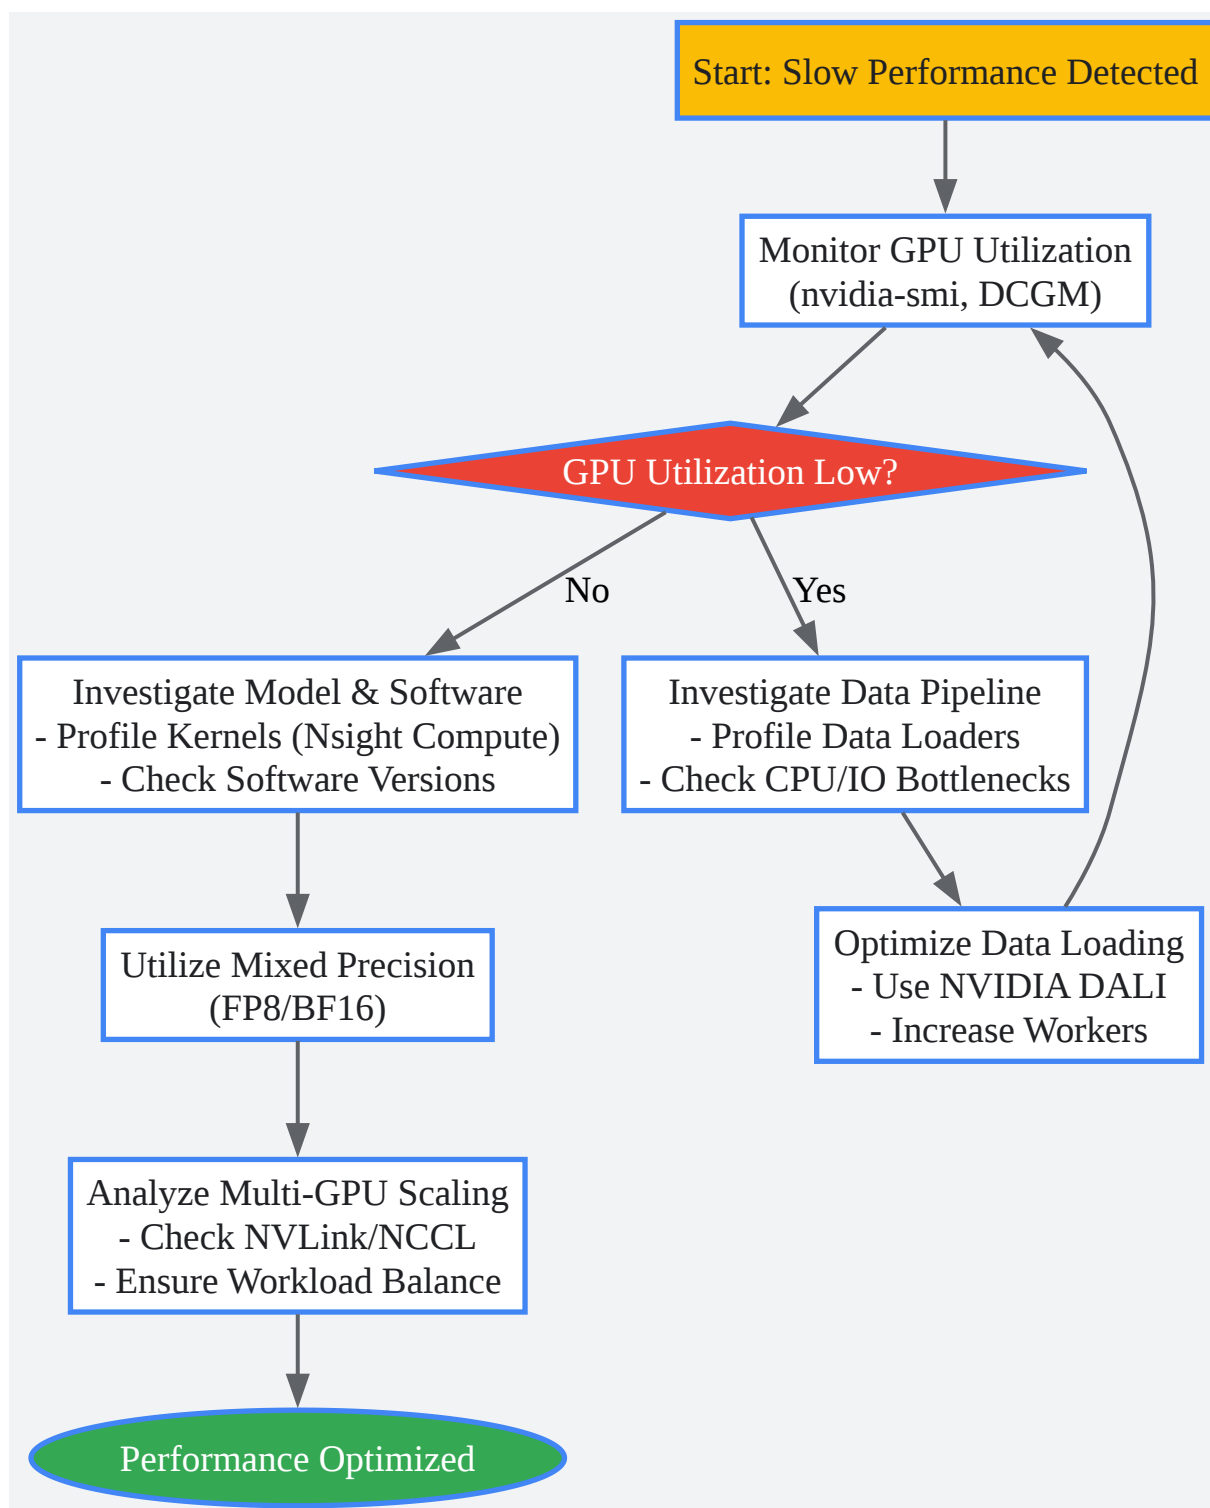 Start: Slow Performance Detected
Monitor GPU Utilization
(nvidia-smi, DCGM)
GPU Utilization Low?
No
Yes
Investigate Model & Software
- Profile Kernels (Nsight Compute)
- Check Software Versions
Investigate Data Pipeline
- Profile Data Loaders
- Check CPU/IO Bottlenecks
Utilize Mixed Precision
(FP8/BF16)
Optimize Data Loading
- Use NVIDIA DALI
- Increase Workers
Analyze Multi-GPU Scaling
- Check NVLink/NCCL
- Ensure Workload Balance
Performance Optimized